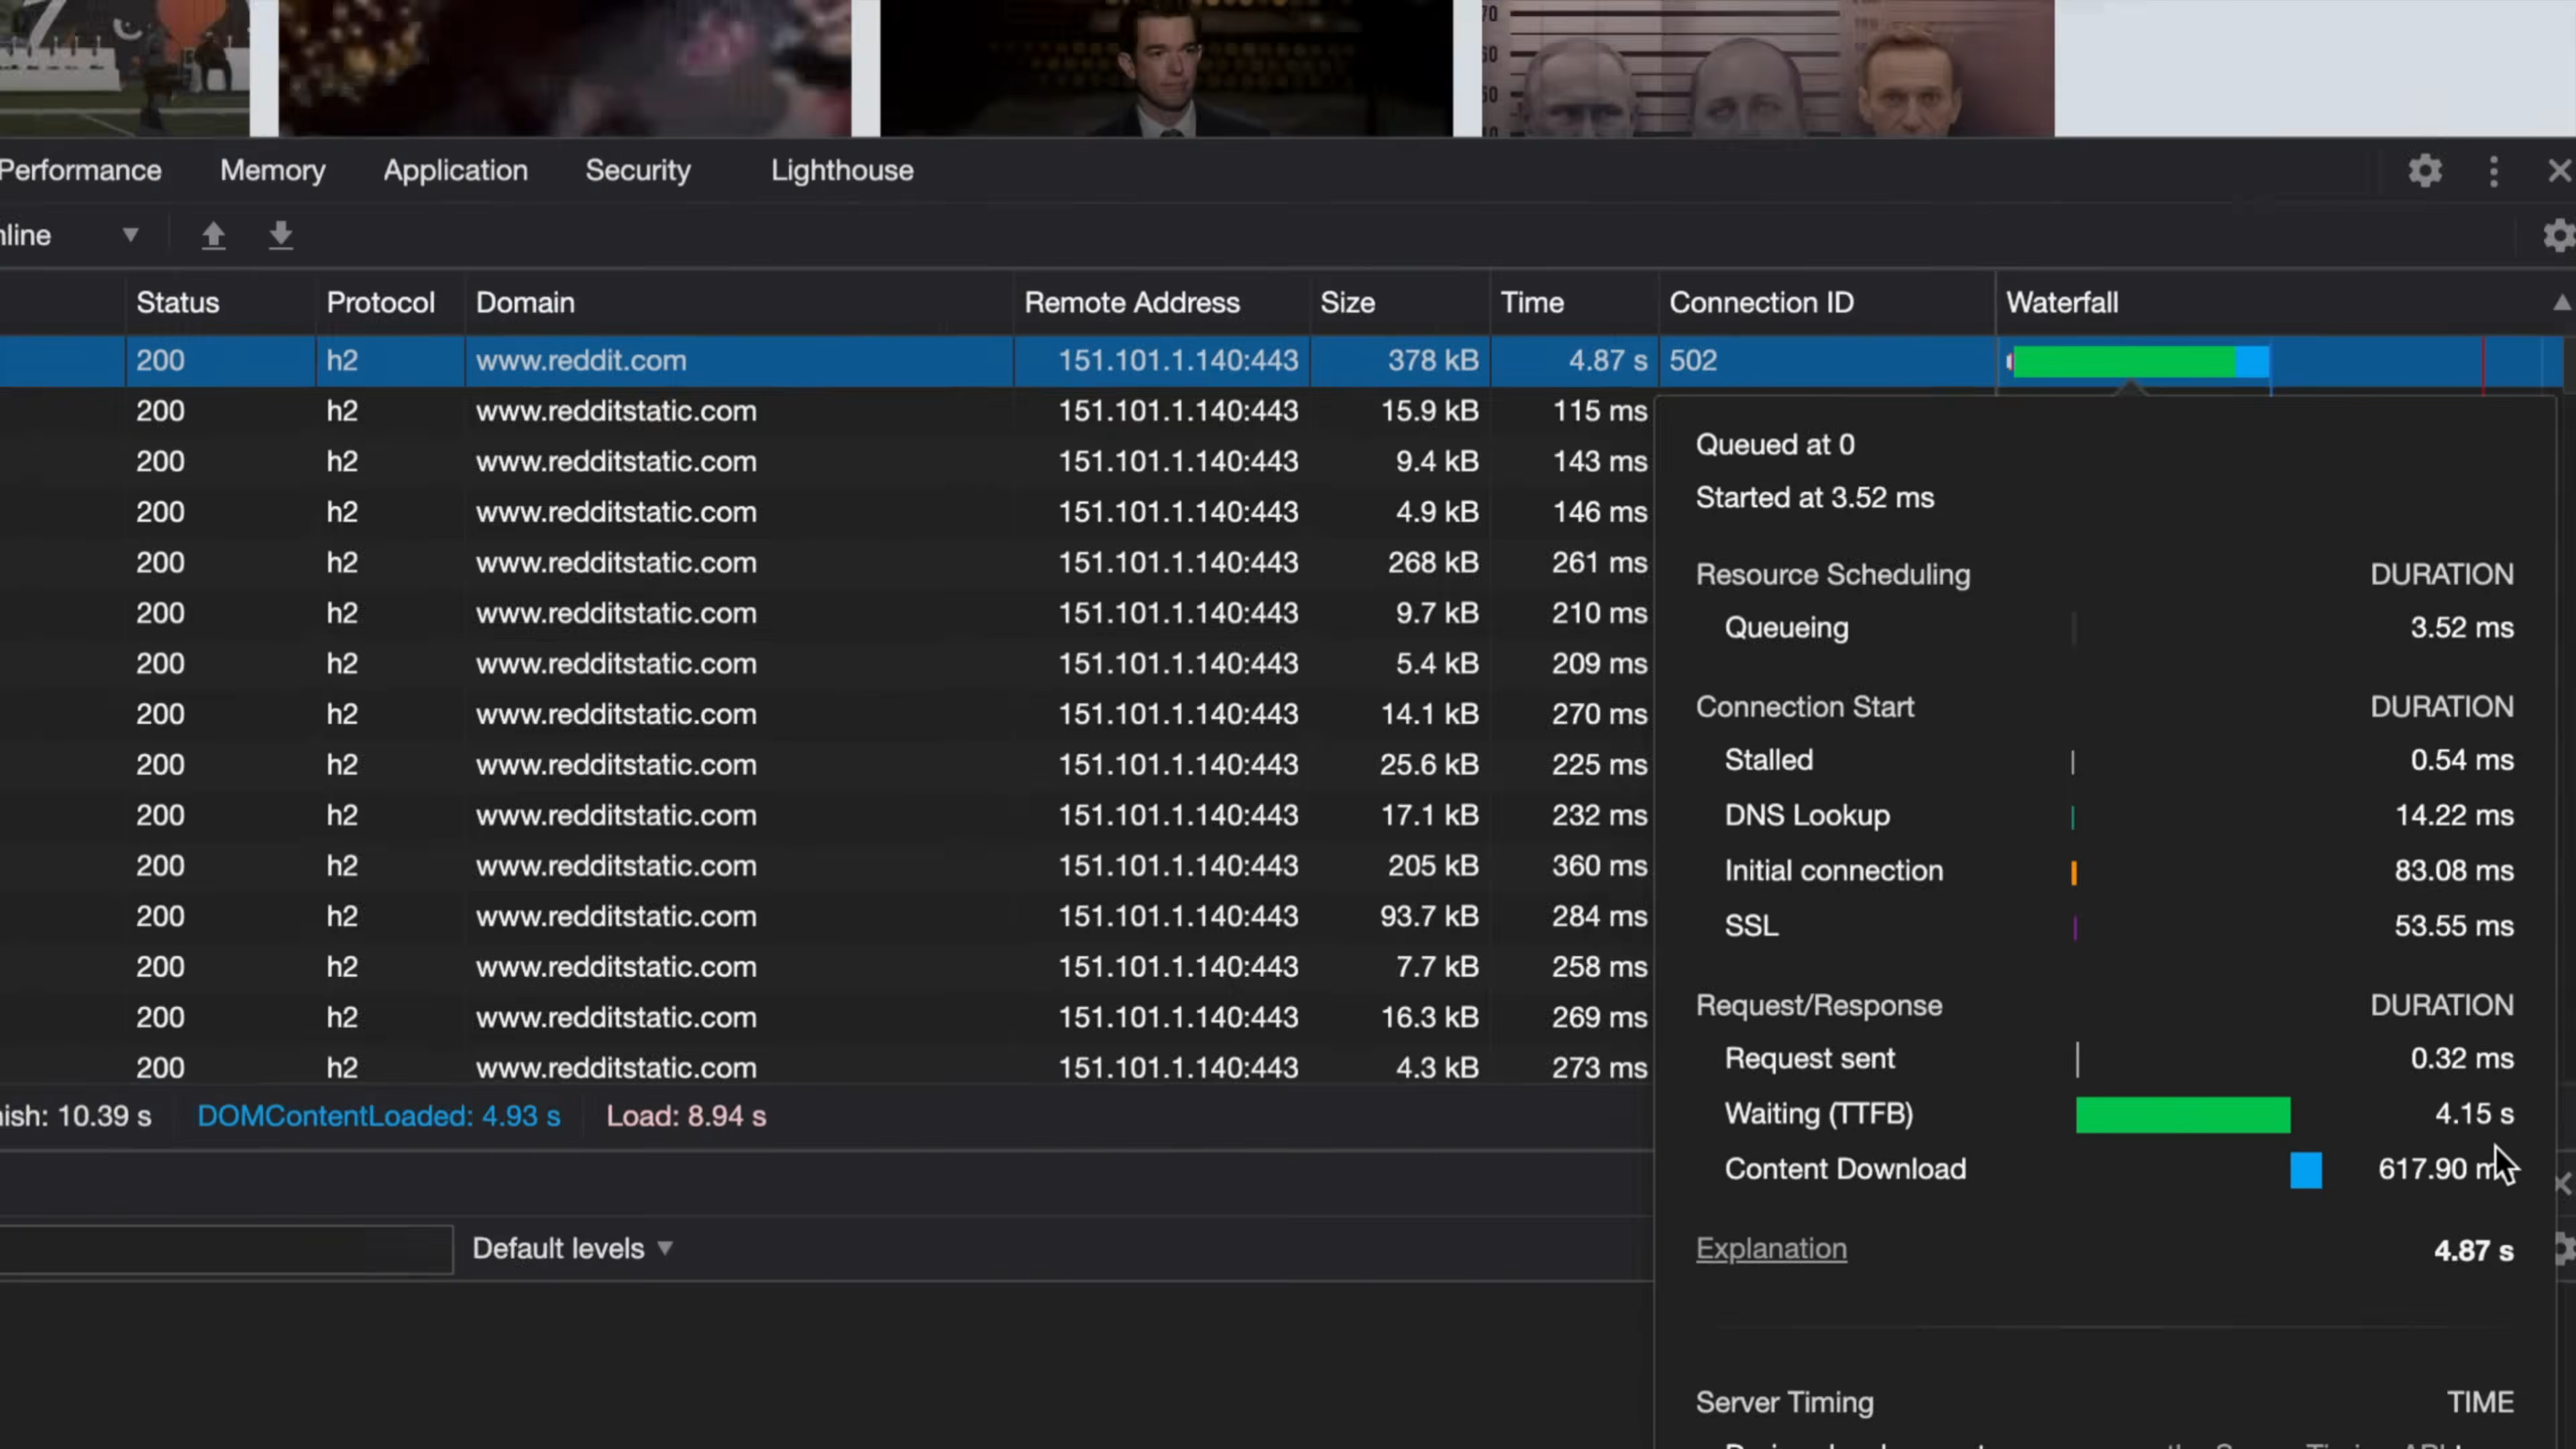 70
60
50
Performance Memory Application Security Lighthouse
Status Protocol Domain Remote Address Size Time Connection ID Waterfall
200 h2 www.reddit.com 151.101.1.140:443 378 kB 4.87 s 502
200 h2 www.redditstatic.com 151.101.1.140:443 15.9 kB 115 ms
200 h2 www.redditstatic.com 151.101.1.140:443 9.4 kB 143 ms
200 h2 www.redditstatic.com 151.101.1.140:443 4.9 kB 146 ms
200 h2 www.redditstatic.com 151.101.1.140:443 268 kB 261 ms
200 h2 www.redditstatic.com 151.101.1.140:443 9.7 kB 210 ms
200 h2 www.redditstatic.com 151.101.1.140:443 5.4 kB 209 ms
200 h2 www.redditstatic.com 151.101.1.140:443 14.1 kB 270 ms
200 h2 www.redditstatic.com 151.101.1.140:443 25.6 kB 225 ms
200 h2 www.redditstatic.com 151.101.1.140:443 17.1 kB 232 ms
200 h2 www.redditstatic.com 151.101.1.140:443 205 kB 360 ms
200 h2 www.redditstatic.com 151.101.1.140:443 93.7 kB 284 ms
200 h2 www.redditstatic.com 151.101.1.140:443 7.7 kB 258 ms
200 h2 www.redditstatic.com 151.101.1.140:443 16.3 kB 269 ms
200 h2 www.redditstatic.com 151.101.1.140:443 4.3 kB 273 ms
10.39 s DOMContentLoaded: 4.93 s Load: 8.94 s
Default levels
Queued at 0
Started at 3.52 ms
Resource Scheduling DURATION
Queueing 3.52 ms
Connection Start DURATION
Stalled 0.54 ms
DNS Lookup 14.22 ms
Initial connection 83.08 ms
SSL 53.55 ms
Request/Response DURATION
Request sent 0.32 ms
Waiting (TTFB) 4.15 s
Content Download 617.90
Explanation 4.87 s
Server Timing TIME